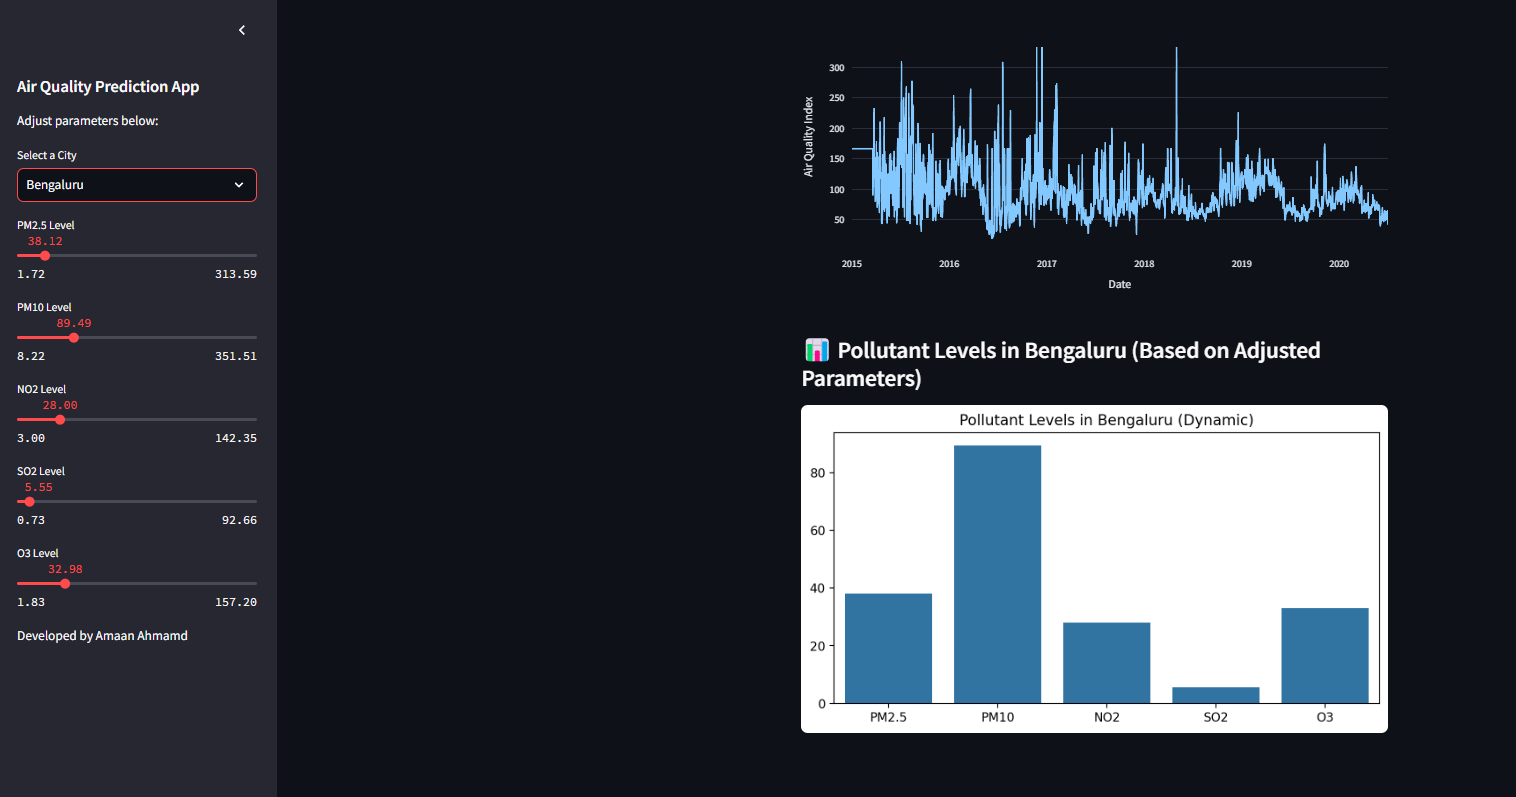 Air Quality Prediction App
Adjust parameters below:
Select a City
Bengaluru
PM2.5 Level
38.12
1.72 313.59
PM10 Level
89.49
8.22 351.51
NO2 Level
28.00
3.00 142.35
SO2 Level
5.55
0.73 92.66
O3 Level
32.98
1.83 157.20
Developed by Amaan Ahmamd
Air Quality Index
300
250
200
150
100
50
2015 2016 2017 2018 2019 2020
Date
Pollutant Levels in Bengaluru (Based on Adjusted
Parameters)
Pollutant Levels in Bengaluru (Dynamic)
80
60
40
20
0
PM2.5 PM10 NO2 SO2 O3